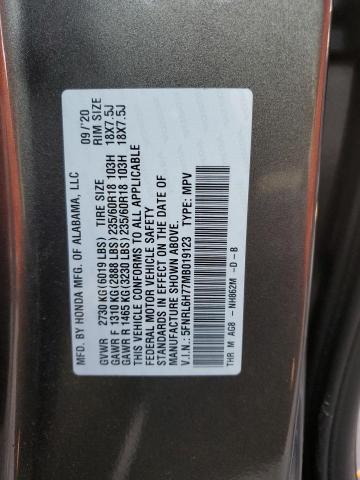 MFD. BY HONDA MFG. OF ALABAMA, LLC 09/'20
GVWR 2730 KG(6019 LBS) TIRE SIZE RIM SIZE
GAWR F 1310 KG(2888 LBS) 235/60R18 103H 18X7.5J
GAWR R 1465 KG(3230 LBS) 235/60R18 103H 18X7.5J
THIS VEHICLE CONFORMS TO ALL APPLICABLE
FEDERAL MOTOR VEHICLE SAFETY
STANDARDS IN EFFECT ON THE DATE OF
MANUFACTURE SHOWN ABOVE.
V.I.N.: 5FNRL6H77MB019123 TYPE: MPV
THR M AG8 -NH862M -D-B